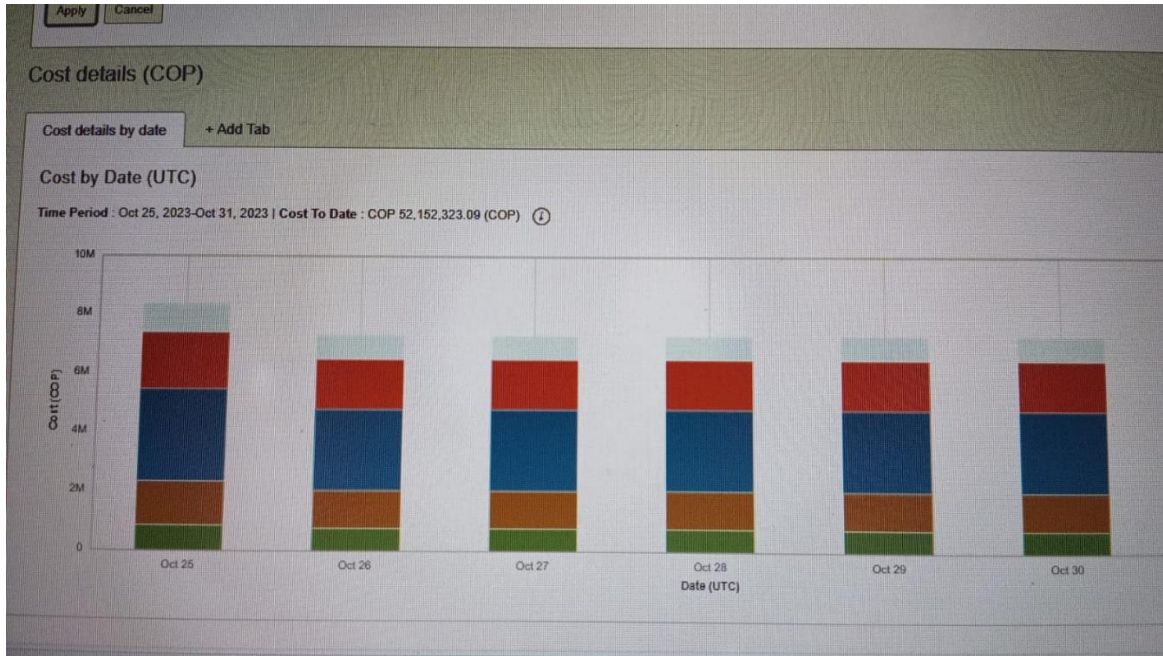 Apply Cancel
Cost details (COP)
Cost details by date + Add Tab
Cost by Date (UTC)
Time Period : Oct 25, 2023-Oct 31, 2023 | Cost To Date : COP 52,152,323.09 (COP) i
10M
8M
6M
4M
2M
0
Cost (COP)
Oct 25 Oct 26 Oct 27 Oct 28 Oct 29 Oct 30
Date (UTC)